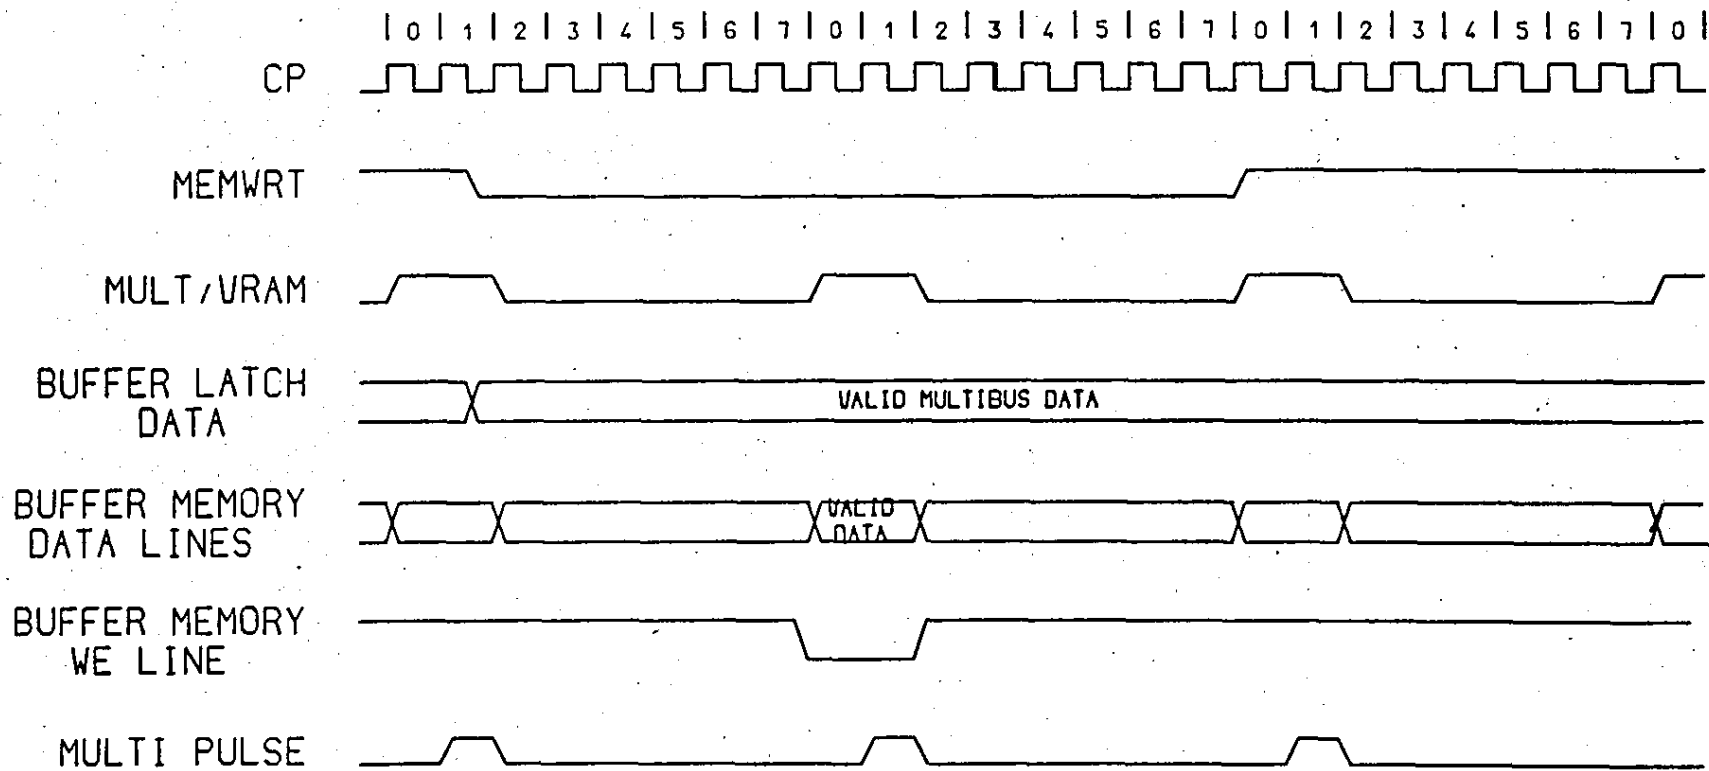 | 0 | 1 | 2 | 3 | 4 | 5 | 6 | 7 | 0 | 1 | 2 | 3 | 4 | 5 | 6 | 7 | 0 | 1 | 2 | 3 | 4 | 5 | 6 | 7 | 0 |
CP
MEMWRT
MULT/VRAM
BUFFER LATCH
DATA
VALID MULTIBUS DATA
BUFFER MEMORY
DATA LINES
VALID
DATA
BUFFER MEMORY
WE LINE
MULTI PULSE